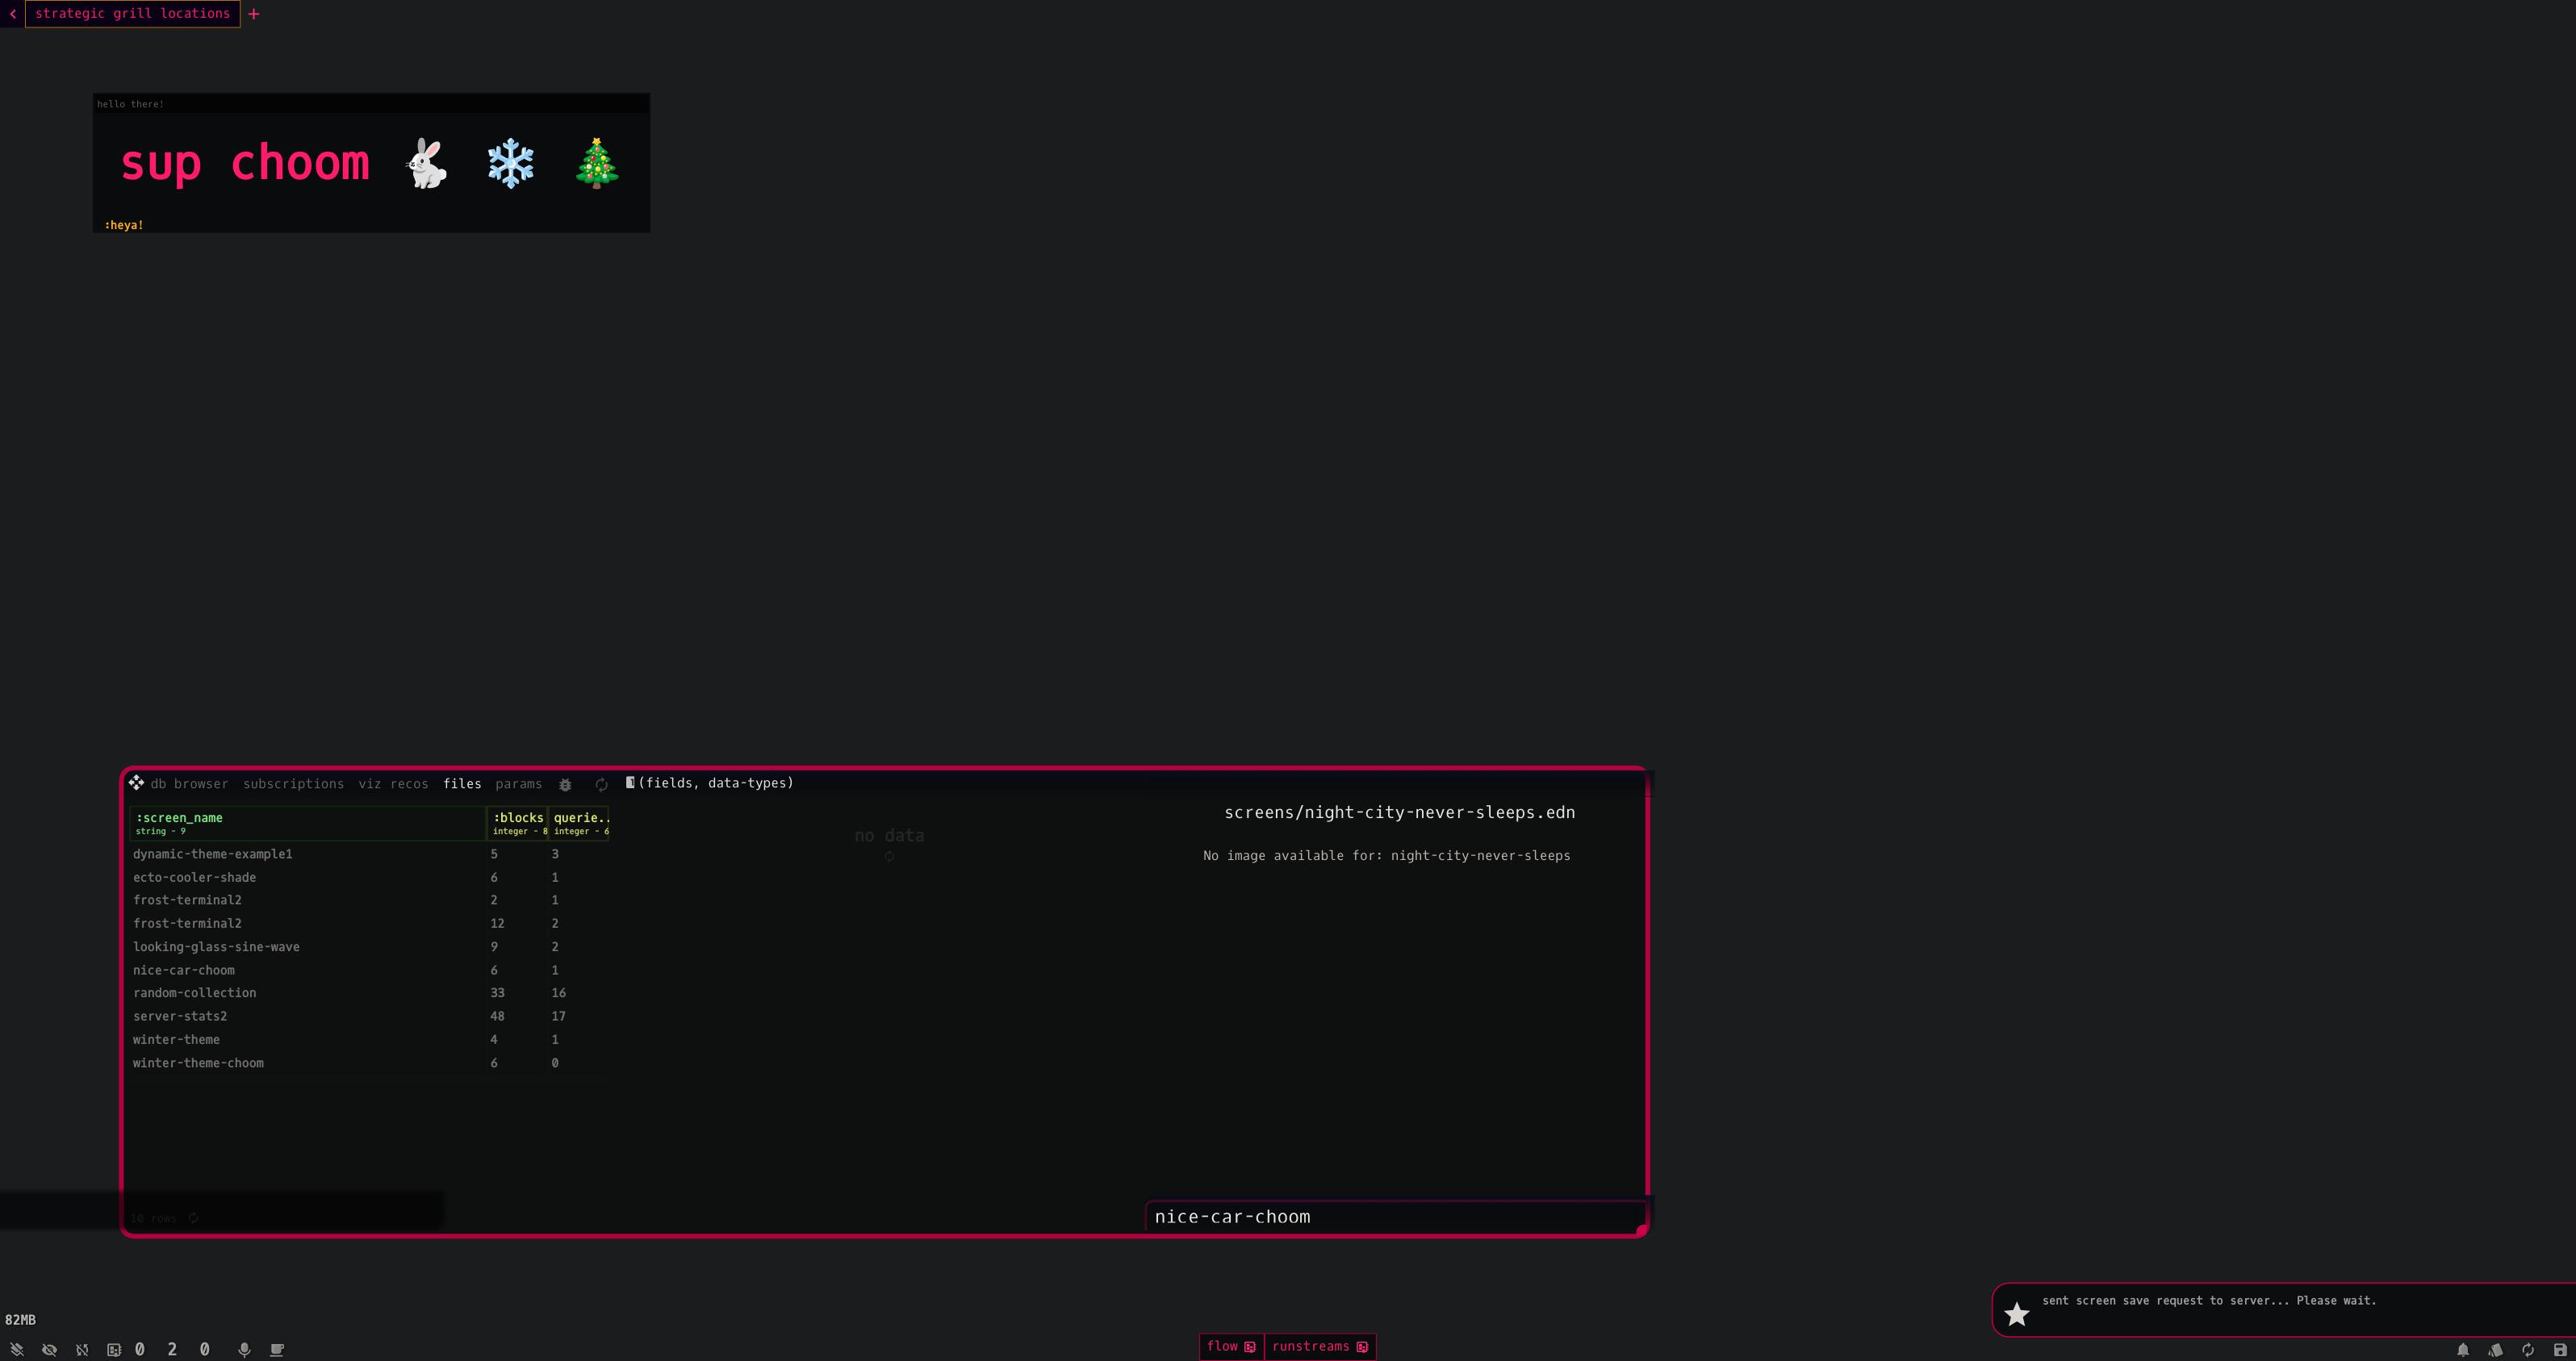 strategic grill locations +
hello there!
sup choom
:heya!
db browser subscriptions viz recos files params (fields, data-types)
:screen_name :blocks querie..
string - 9 integer - 8 integer - 6
screens/night-city-never-sleeps.edn
no data
No image available for: night-city-never-sleeps
dynamic-theme-example1 5 3
ecto-cooler-shade 6 1
frost-terminal2 2 1
frost-terminal2 12 2
looking-glass-sine-wave 9 2
nice-car-choom 6 1
random-collection 33 16
server-stats2 48 17
winter-theme 4 1
winter-theme-choom 6 0
10 rows
nice-car-choom
sent screen save request to server... Please wait.
82MB
0 2 0
flow runstreams